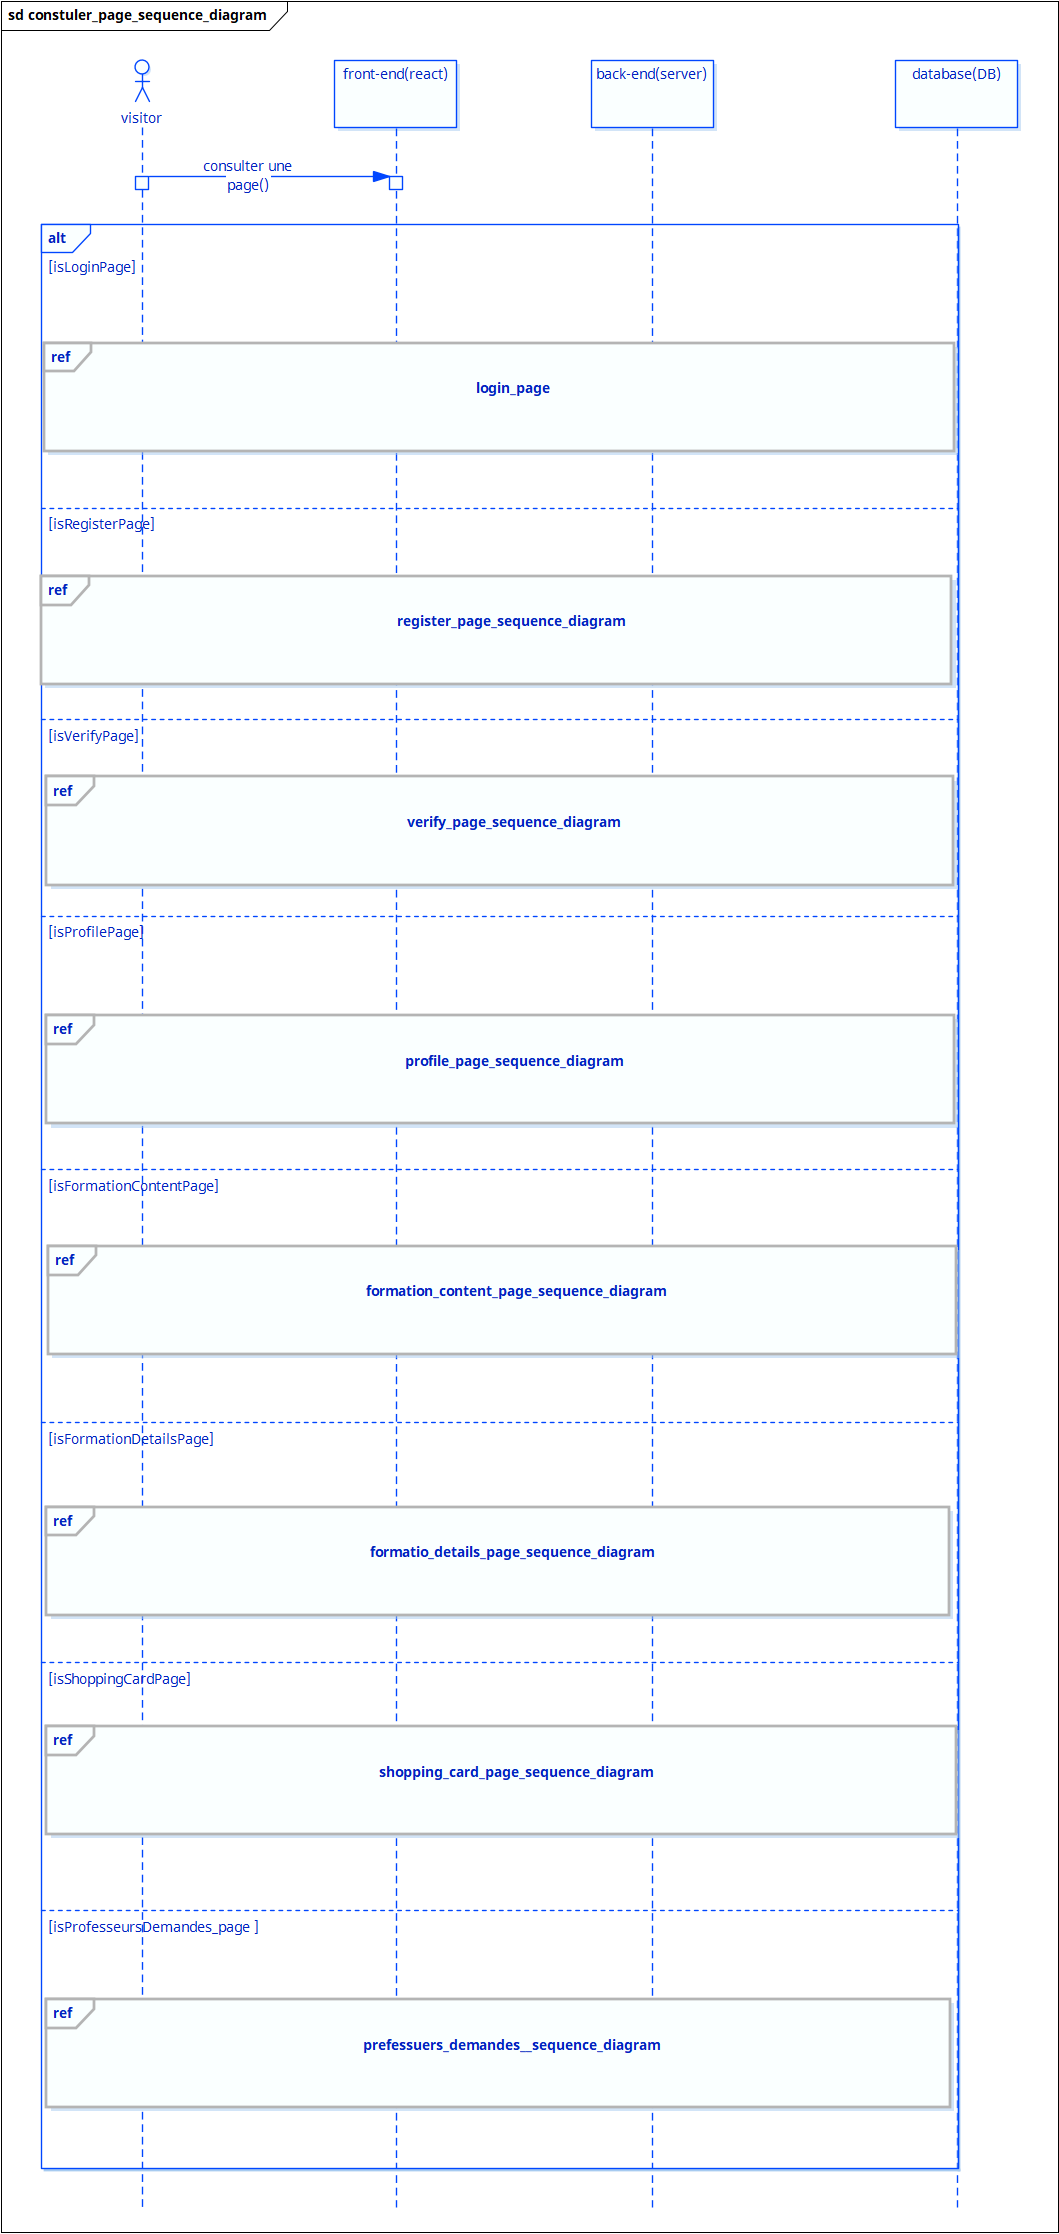 sd constuler_page_sequence_diagram
visitor
front-end(react)
back-end(server)
database(DB)
consulter une
page()
alt
[isLoginPage]
ref
login_page
[isRegisterPage]
ref
register_page_sequence_diagram
[isVerifyPage]
ref
verify_page_sequence_diagram
[isProfilePage]
ref
profile_page_sequence_diagram
[isFormationContentPage]
ref
formation_content_page_sequence_diagram
[isFormationDetailsPage]
ref
formatio_details_page_sequence_diagram
[isShoppingCardPage]
ref
shopping_card_page_sequence_diagram
[isProfesseursDemandes_page ]
ref
prefessuers_demandes__sequence_diagram